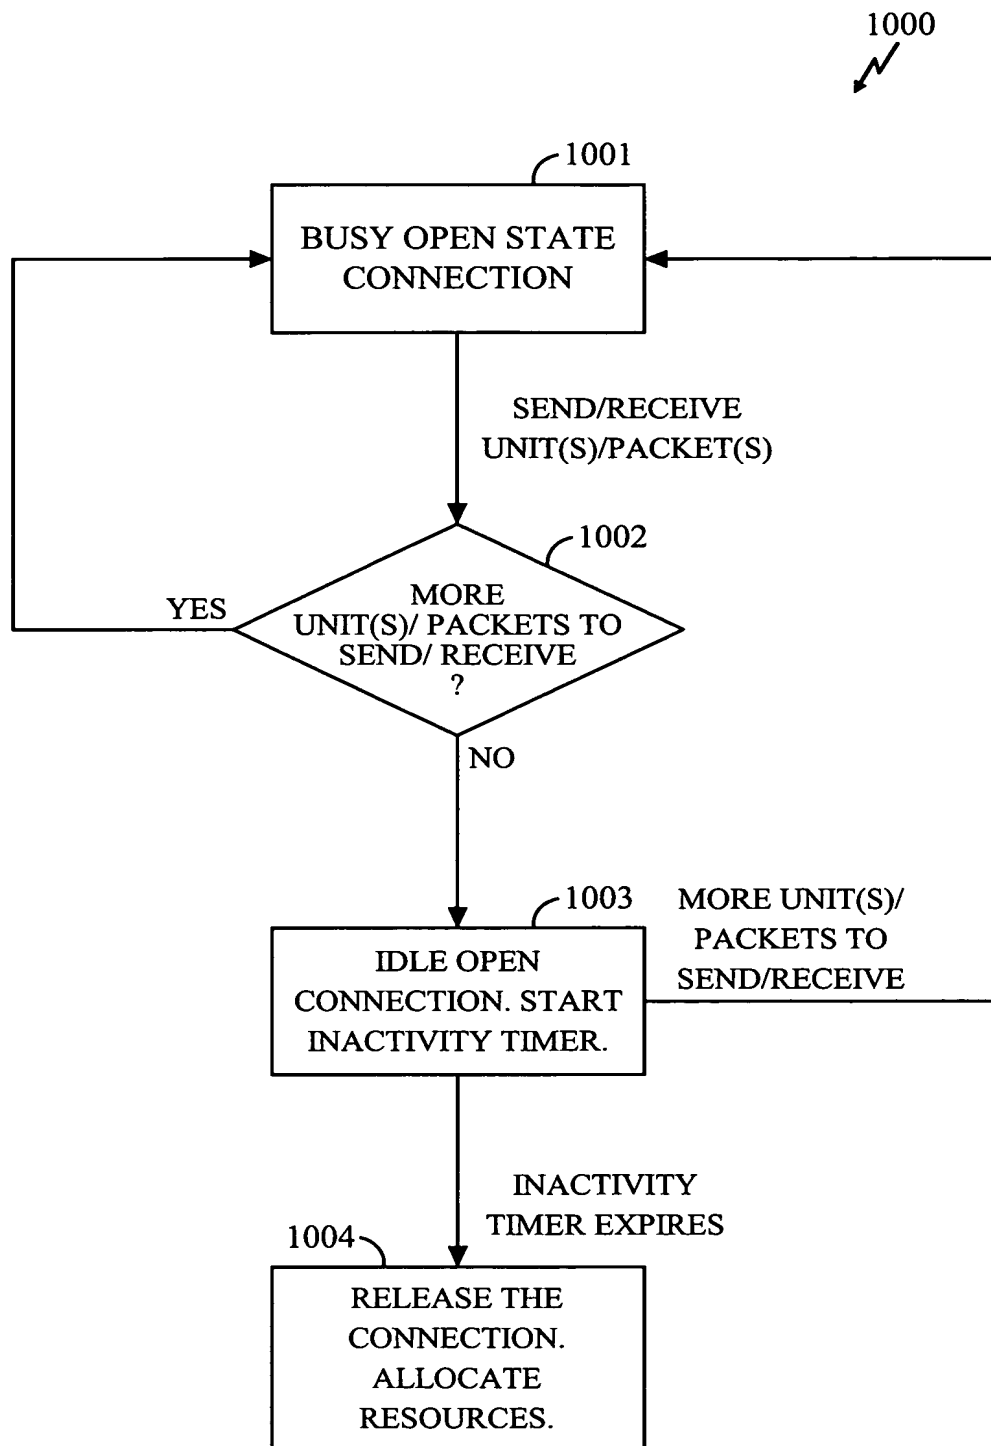 1000
1001
BUSY OPEN STATE
CONNECTION
SEND/RECEIVE
UNIT(S)/PACKET(S)
1002
MORE
UNIT(S)/ PACKETS TO
SEND/ RECEIVE
?
YES
NO
1003
IDLE OPEN
CONNECTION. START
INACTIVITY TIMER.
MORE UNIT(S)/
PACKETS TO
SEND/RECEIVE
INACTIVITY
TIMER EXPIRES
1004
RELEASE THE
CONNECTION.
ALLOCATE
RESOURCES.